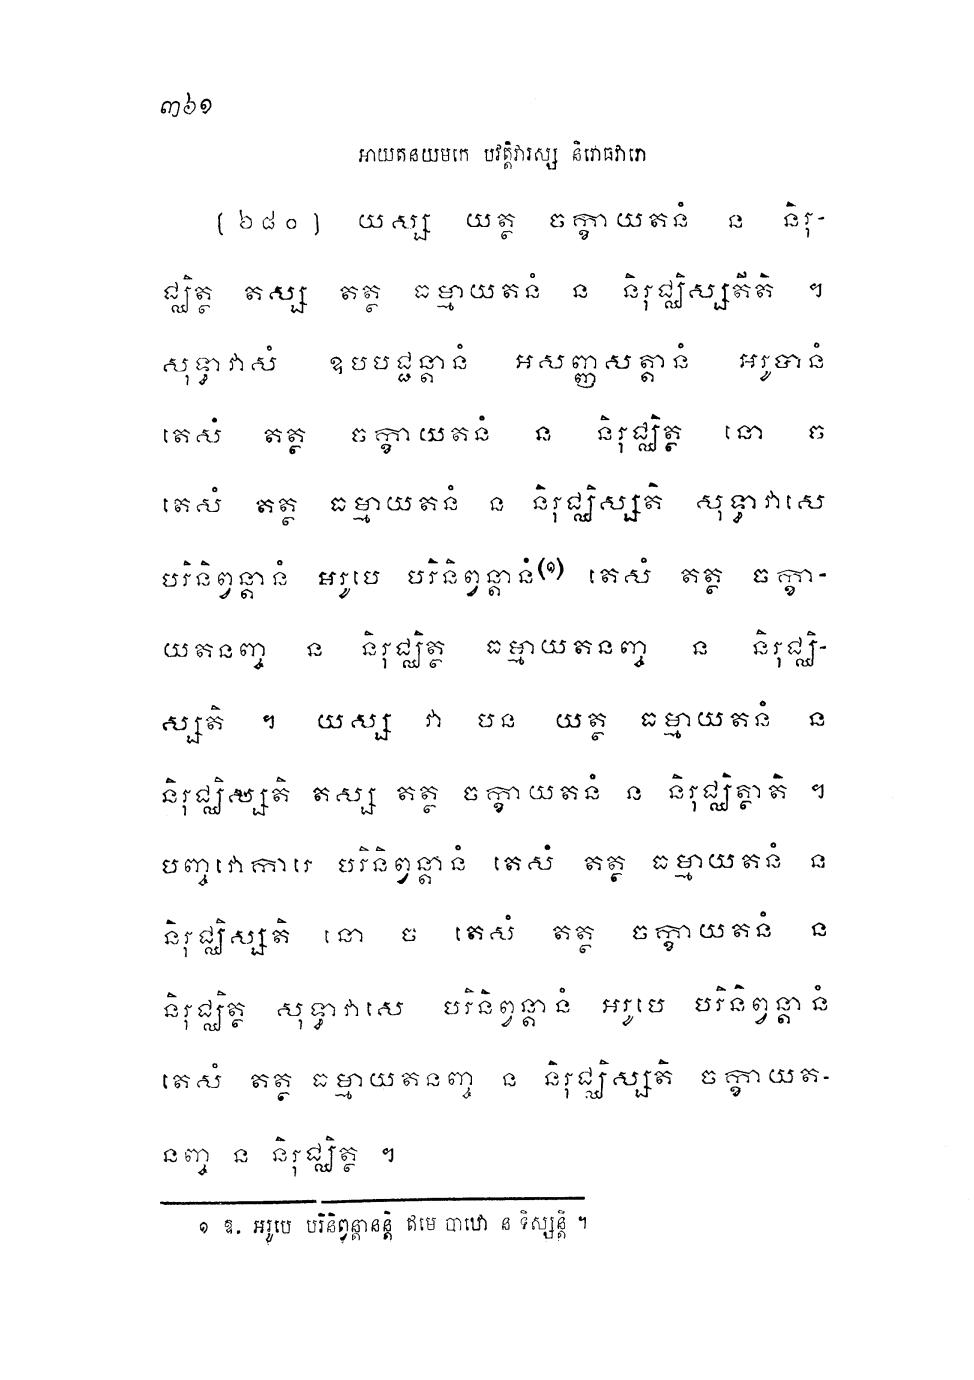 ៣៦១
អាយតនយមកេ បវត្តិវារស្ស និរោធវារោ
[៦៨០] យស្ស យត្ថ ចក្ខាយតនំ ន និរុ-
ជ្ឈិត្ថ តស្ស តត្ថ ធម្មាយតនំ ន និរុជ្ឈិស្សតីតិ ។
សុទ្ធាវាសំ ឧបបជ្ជន្តានំ អសញ្ញសត្តានំ អរូបានំ
តេសំ តត្ថ ចក្ខាយតនំ ន និរុជ្ឈិត្ថ នោ ច
តេសំ តត្ថ ធម្មាយតនំ ន និរុជ្ឈិស្សតិ សុទ្ធាវាសេ
បរិនិព្វន្តានំ អរូបេ បរិនិព្វន្តានំ(១) តេសំ តត្ថ ចក្ខា-
យតនញ្ច ន និរុជ្ឈិត្ថ ធម្មាយតនញ្ច ន និរុជ្ឈិ-
ស្សតិ ។ យស្ស វា បន យត្ថ ធម្មាយតនំ ន
និរុជ្ឈិស្សតិ តស្ស តត្ថ ចក្ខាយតនំ ន និរុជ្ឈិត្ថាតិ ។
បញ្ចវោការេ បរិនិព្វន្តានំ តេសំ តត្ថ ធម្មាយតនំ ន
និរុជ្ឈិស្សតិ នោ ច តេសំ តត្ថ ចក្ខាយតនំ ន
និរុជ្ឈិត្ថ សុទ្ធាវាសេ បរិនិព្វន្តានំ អរូបេ បរិនិព្វន្តានំ
តេសំ តត្ថ ធម្មាយតនញ្ច ន និរុជ្ឈិស្សតិ ចក្ខាយត-
នញ្ច ន និរុជ្ឈិត្ថ ។
១ ឱ. អរូបេ បរិនិព្វន្តានន្តិ ឥមេ បាឋោ ន ទិស្សន្តិ ។